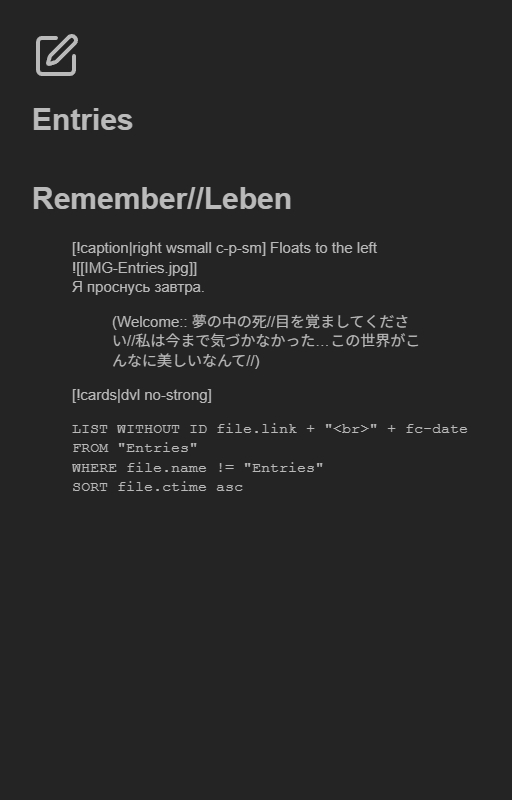 Entries
Remember//Leben
[!caption|right wsmall c-p-sm] Floats to the left
![[IMG-Entries.jpg]]
Я проснусь завтра.
(Welcome:: 夢の中の死//目を覚ましてくださ
い//私は今まで気づかなかった…この世界がこ
んなに美しいなんて//)
[!cards|dvl no-strong]
LIST WITHOUT ID file.link + "<br>" + fc-date
FROM "Entries"
WHERE file.name != "Entries"
SORT file.ctime asc